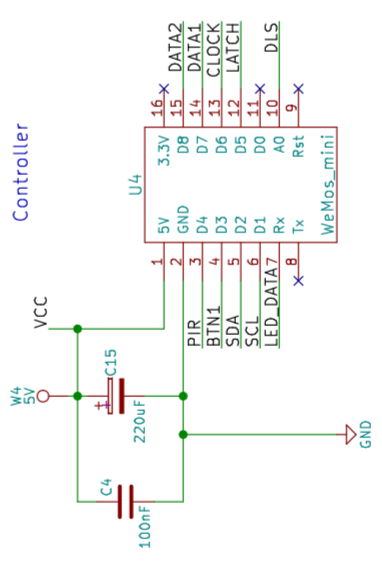 Controller
VCC
W4
5V
C15
220uF
C4
100nF
GND
U4
WeMos_mini
1 5V
2 GND
PIR 3 D4
BTN1 4 D3
SDA 5 D2
SCL 6 D1
LED_DATA 7 Rx
8 Tx
3.3V 16
D8 15 DATA2
D7 14 DATA1
D6 13 CLOCK
D5 12 LATCH
D0 11
A0 10 DLS
Rst 9